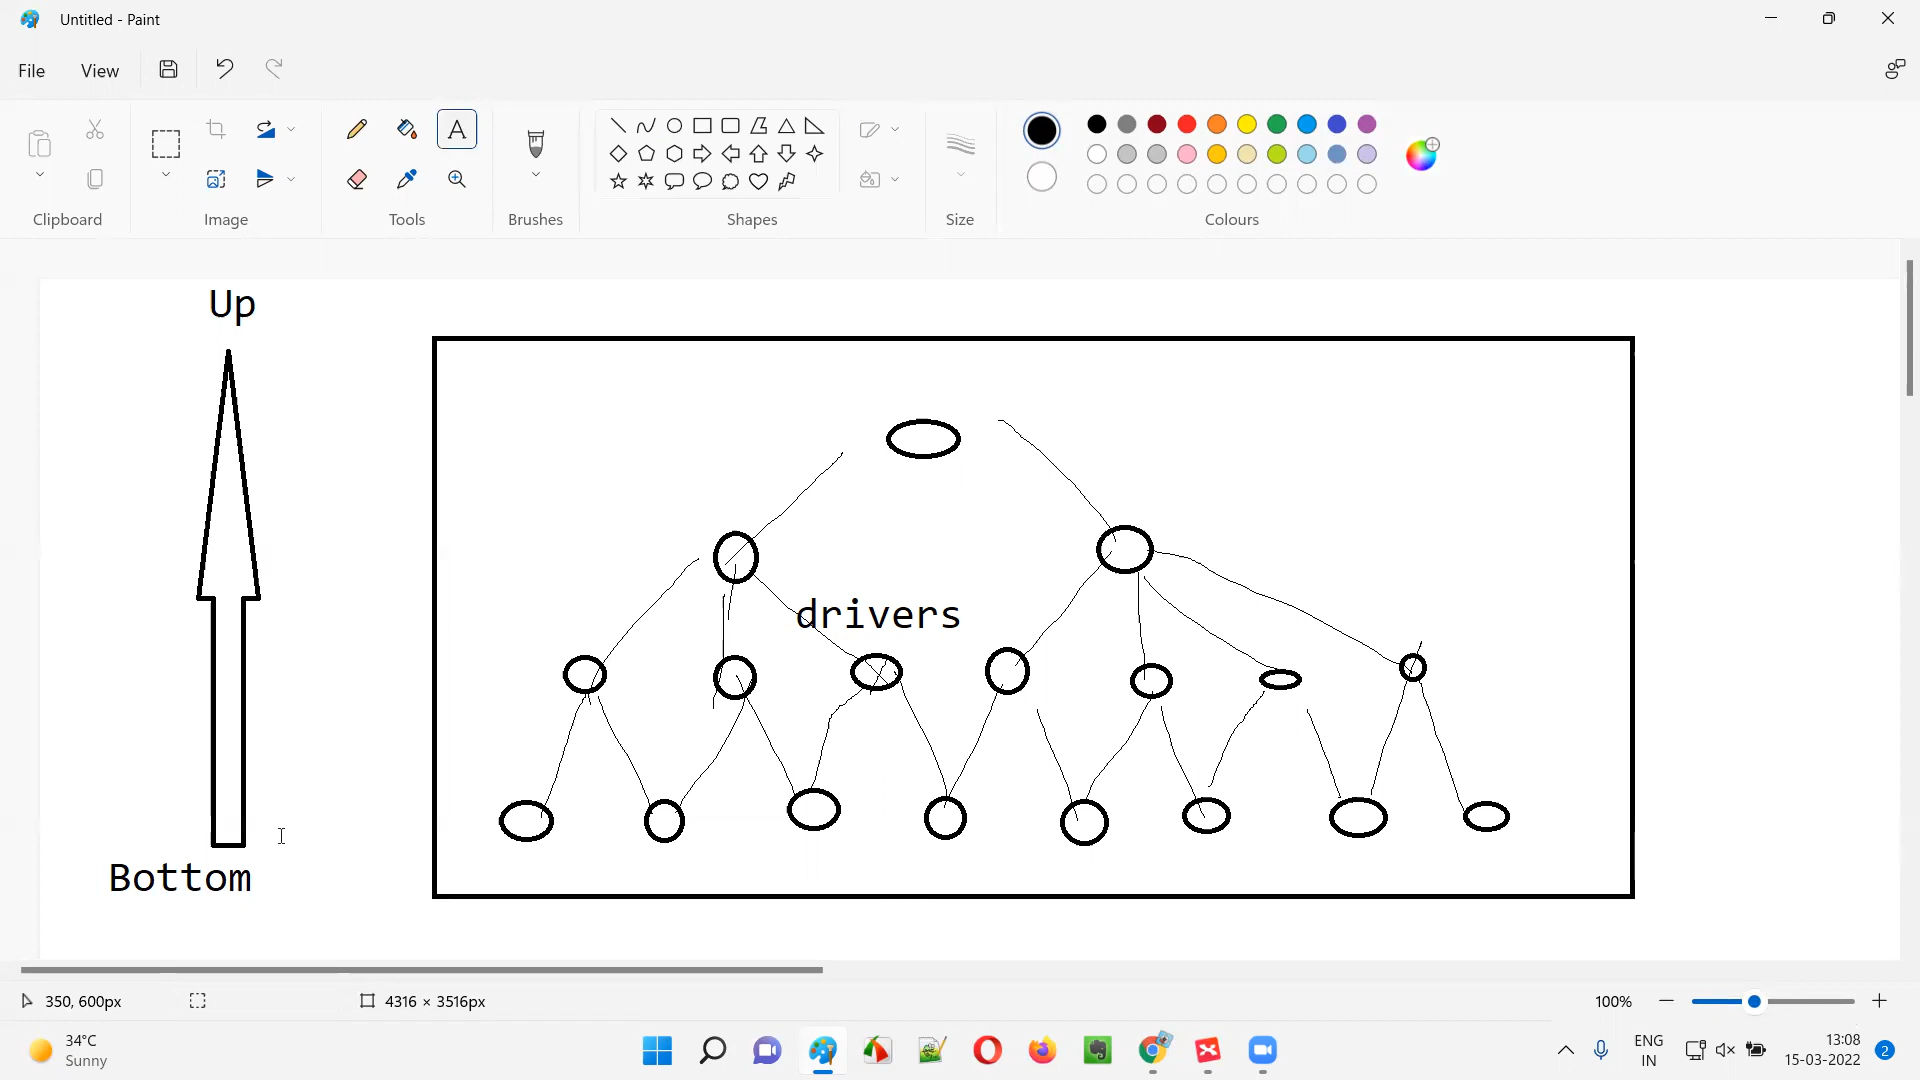 Untitled - Paint
File View
Clipboard
Image
Tools
Brushes
Shapes
Size
Colours
A
Up
drivers
Bottom
350, 600px
4316 × 3516px
100%
34°C
Sunny
ENG
IN
13:08
15-03-2022
2